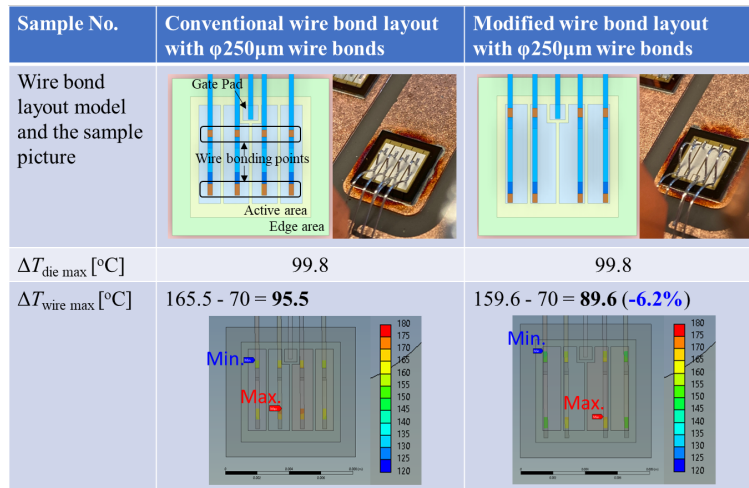 Sample No.
Conventional wire bond layout
with φ250μm wire bonds
Modified wire bond layout
with φ250μm wire bonds
Wire bond
layout model
and the sample
picture
Gate Pad
Wire bonding points
Active area
Edge area
ΔTdie max [°C]
99.8
99.8
ΔTwire max [°C]
165.5 - 70 = 95.5
159.6 - 70 = 89.6 (-6.2%)
Min.
Max.
180
175
170
165
160
155
150
145
140
135
130
125
120
Min.
Max.
180
175
170
165
160
155
150
145
140
135
130
125
120